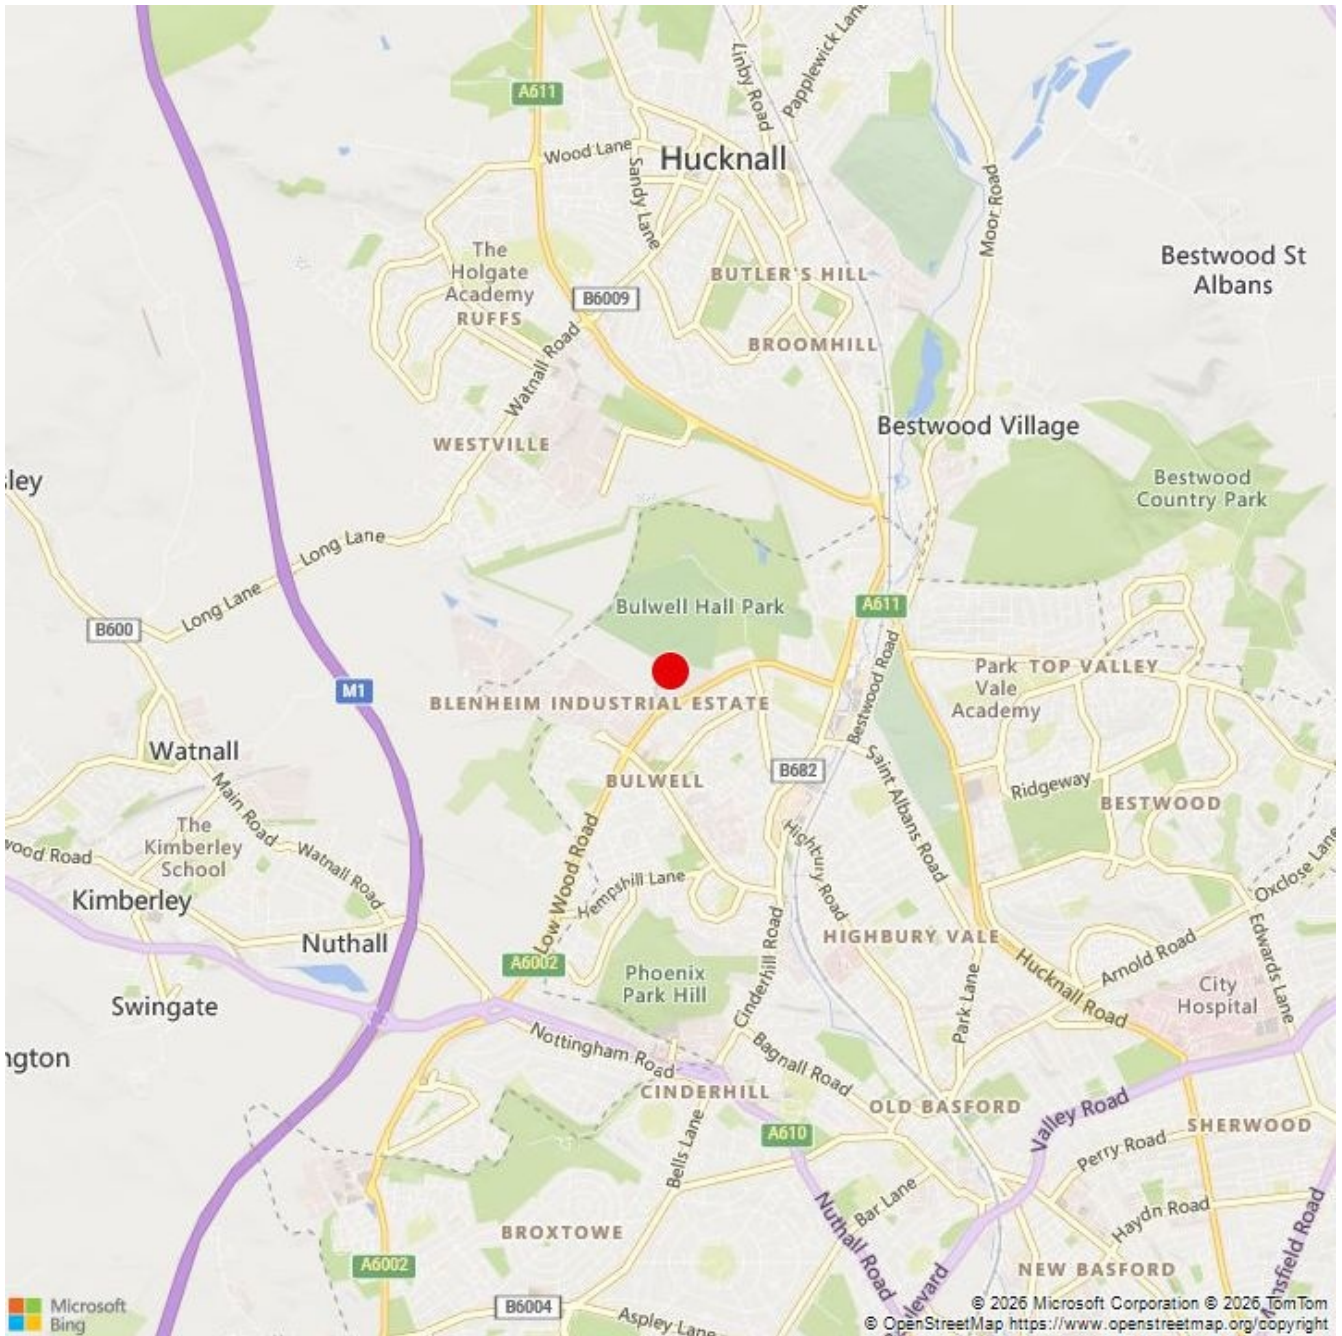 A611
Linby Road
Papplewick Lane
Wood Lane
Hucknall
Sandy Lane
Moor Road
The
Holgate
Academy
RUFFS
BUTLER'S HILL
Bestwood St
Albans
B6009
BROOMHILL
Watnall Road
Bestwood Village
WESTVILLE
Bestwood
Country Park
Long Lane
Long Lane
Bulwell Hall Park
A611
B600
Bestwood Road
Park
Vale
Academy
TOP VALLEY
M1
BLENHEIM INDUSTRIAL ESTATE
Watnall
BULWELL
B682
Saint Albans Road
Ridgeway
BESTWOOD
Main Road
The
Kimberley
School
Watnall Road
wood Road
Low Wood Road
Highbury Road
Hempshill Lane
Oxclose Lane
Kimberley
Nuthall
Cinderhill Road
HIGHBURY VALE
Edwards Lane
Arnold Road
A6002
Phoenix
Park Hill
Hucknall Road
City
Hospital
Swingate
Park Lane
Nottingham Road
Bagnall Road
ngton
CINDERHILL
OLD BASFORD
Valley Road
SHERWOOD
A610
Bells Lane
Perry Road
Bar Lane
Haydn Road
BROXTOWE
Nuthall Road
A6002
NEW BASFORD
B6004
Aspley Lane
Microsoft
Bing
© 2026 Microsoft Corporation © 2026 TomTom
© OpenStreetMap https://www.openstreetmap.org/copyright